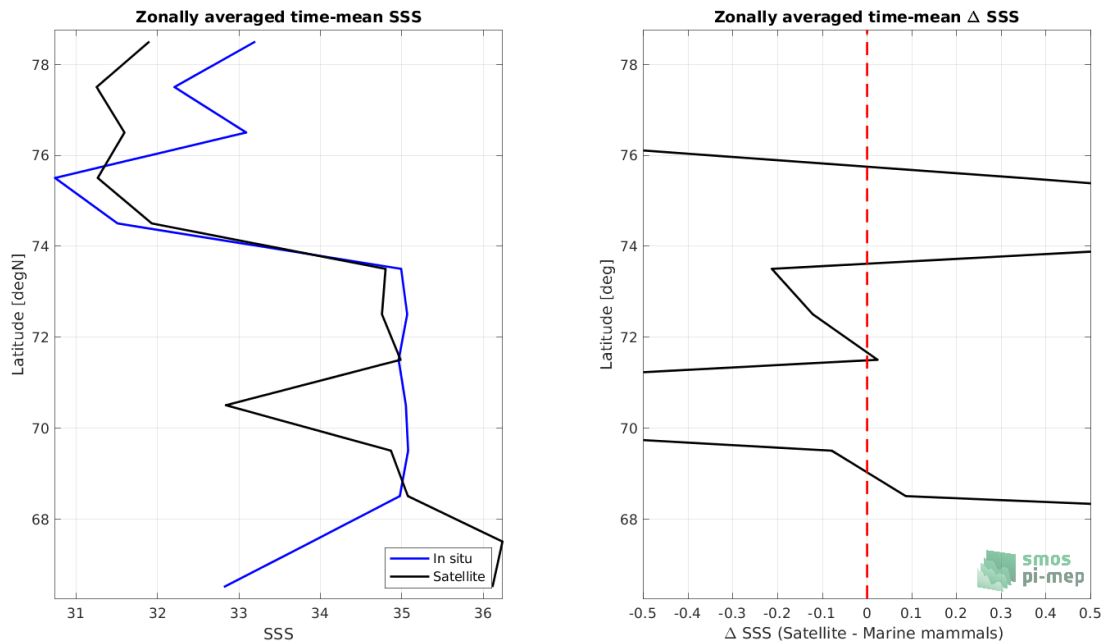 Zonally averaged time-mean SSS
78
76
74
72
70
68
Latitude [degN]
31 32 33 34 35 36
SSS
In situ
Satellite
Zonally averaged time-mean Δ SSS
78
76
74
72
70
68
Latitude [deg]
-0.5 -0.4 -0.3 -0.2 -0.1 0 0.1 0.2 0.3 0.4 0.5
Δ SSS (Satellite - Marine mammals)
smos
pi-mep